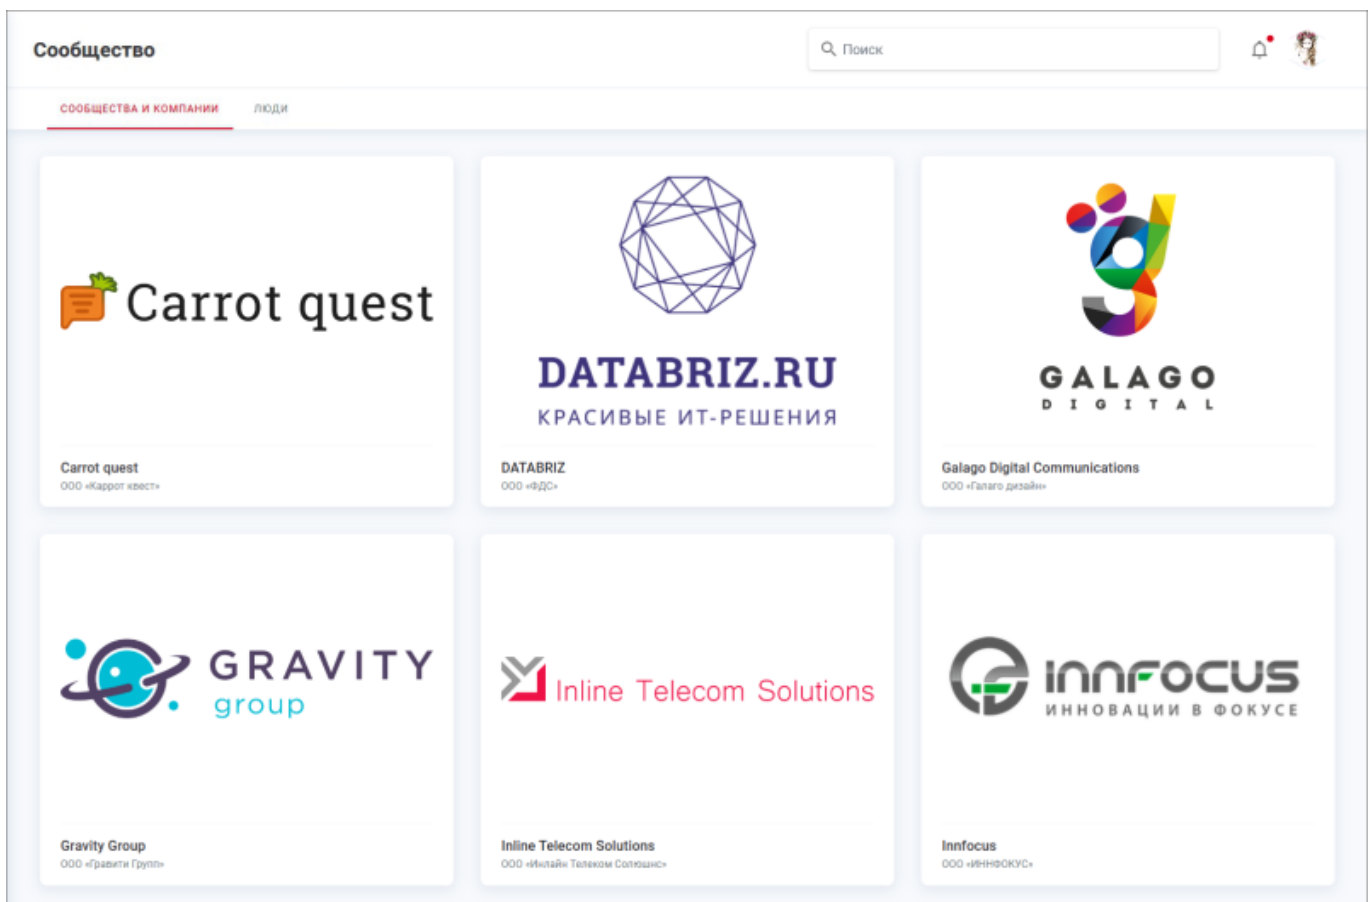 Сообщество
Поиск
СООБЩЕСТВА И КОМПАНИИ
ЛЮДИ
Carrot quest
DATABRIZ.RU
КРАСИВЫЕ ИТ-РЕШЕНИЯ
GALAGO
DIGITAL
Carrot quest
ООО «Каррот квест»
DATABRIZ
ООО «ФДС»
Galago Digital Communications
ООО «Галаго дизайн»
GRAVITY
group
Inline Telecom Solutions
INNFOCUS
ИННОВАЦИИ В ФОКУСЕ
Gravity Group
ООО «Гравити Групп»
Inline Telecom Solutions
ООО «Инлайн Телеком Солюшнс»
Innfocus
ООО «ИННФОКУС»